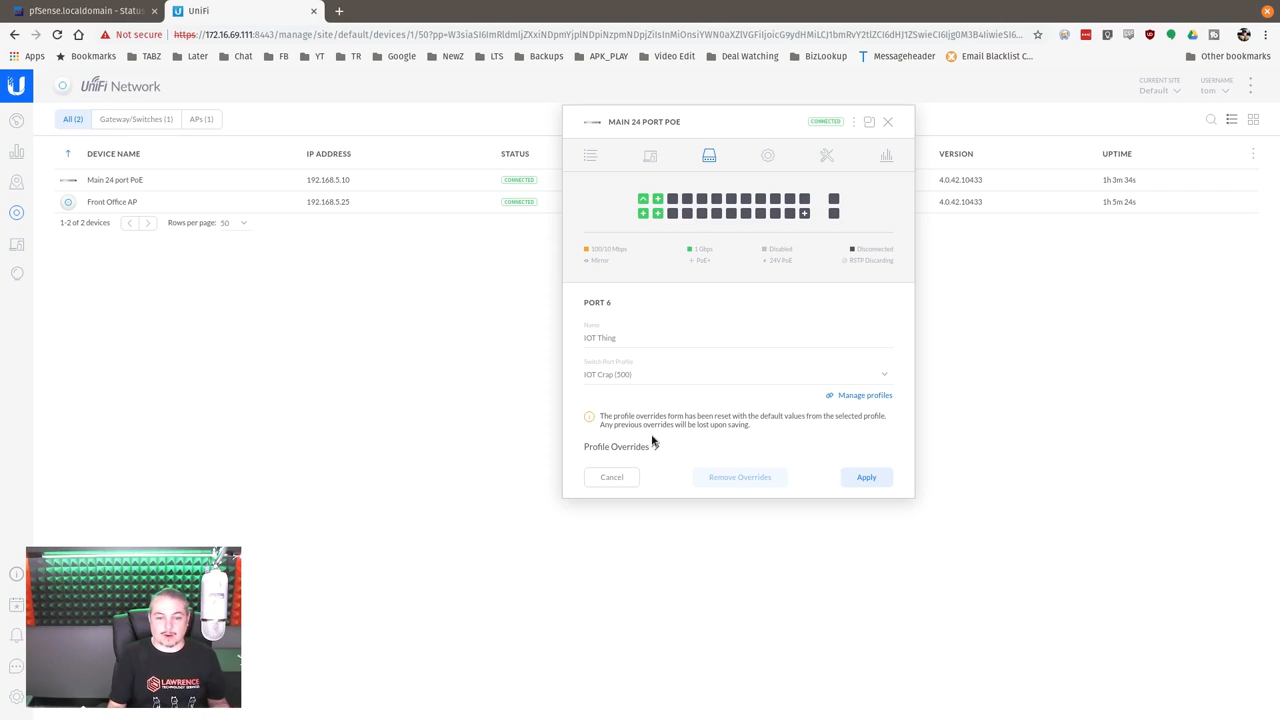 pfSense.localdomain - Status
UniFi
Not secure
https://172.16.69.111:8443/manage/site/default/devices/1/50?pp=
Apps
Bookmarks
TABZ
Later
Chat
FB
YT
TR
Google
NewZ
LTS
Backups
APK_PLAY
Video Edit
Deal Watching
BizLookup
Messageheader
Email Blacklist C...
Other bookmarks
UniFi Network
CURRENT SITE
Default
USERNAME
tom
All (2)
Gateway/Switches (1)
APs (1)
DEVICE NAME
IP ADDRESS
STATUS
VERSION
UPTIME
Main 24 port PoE
192.168.5.10
CONNECTED
4.0.42.10433
1h 3m 34s
Front Office AP
192.168.5.25
CONNECTED
4.0.42.10433
1h 5m 24s
1-2 of 2 devices
Rows per page: 50
MAIN 24 PORT POE
CONNECTED
100/10 Mbps
1 Gbps
Disabled
Disconnected
Mirror
PoE+
24V PoE
RSTP Discarding
PORT 6
Name
IOT Thing
Switch Port Profile
IOT Crap (500)
Manage profiles
The profile overrides form has been reset with the default values from the selected profile.
Any previous overrides will be lost upon saving.
Profile Overrides
Cancel
Remove Overrides
Apply
LAWRENCE
TECHNOLOGY SERVICES